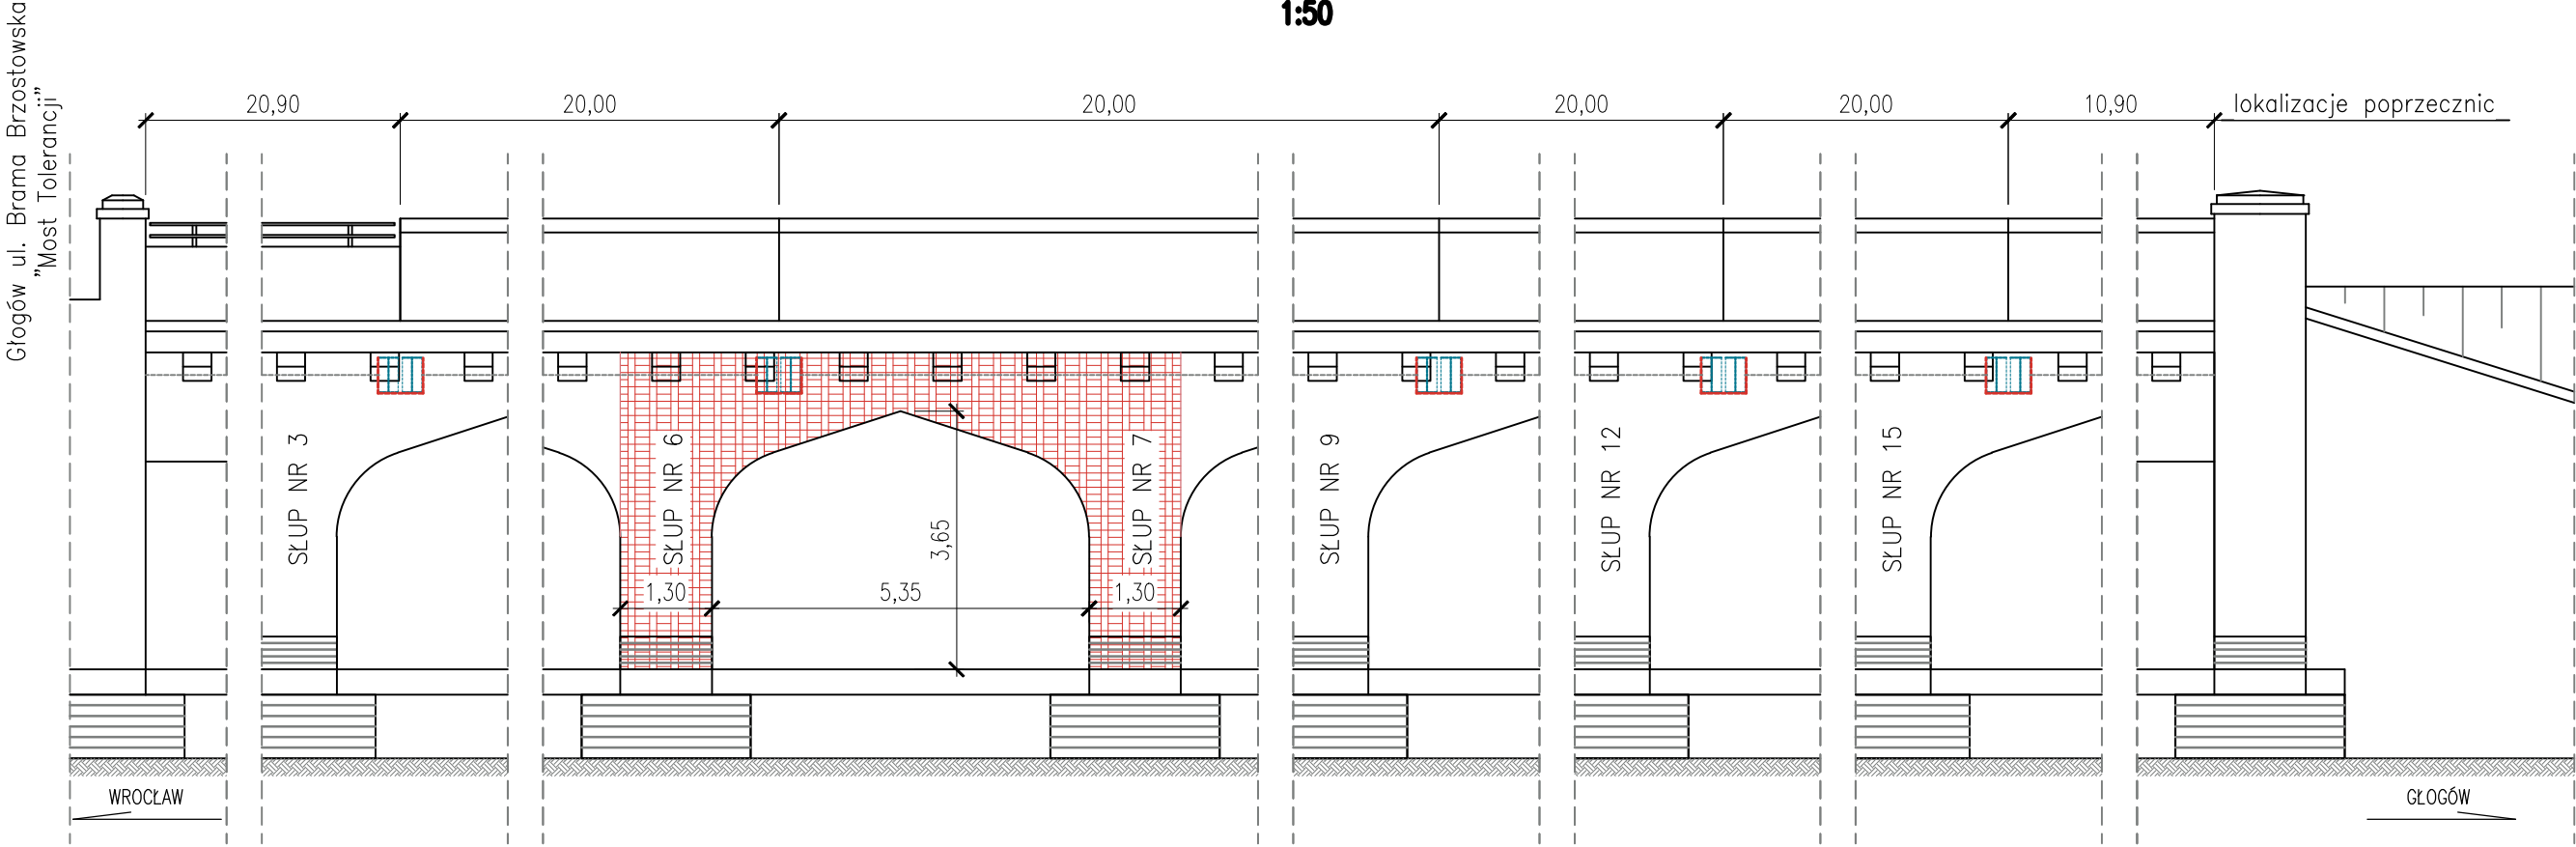 1:50
Głogów ul. Brama Brzostowska
"Most Tolerancji"
20,90
20,00
20,00
20,00
20,00
10,90
lokalizacje poprzecznic
SŁUP NR 3
SŁUP NR 6
SŁUP NR 7
SŁUP NR 9
SŁUP NR 12
SŁUP NR 15
3,65
1,30
5,35
1,30
WROCŁAW
GŁOGÓW